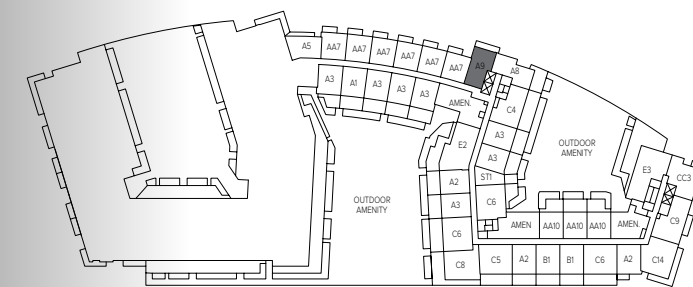 A5
AA7
AA7
AA7
AA7
AA7
AA7
A9
A8
A3
A1
A3
A3
A3
AMEN.
C4
A3
A3
E2
ST1
C6
OUTDOOR
AMENITY
E3
CC3
C9
OUTDOOR
AMENITY
A2
A3
C6
C8
AMEN
AA10
AA10
AA10
AMEN.
C5
A2
B1
B1
C6
A2
C14